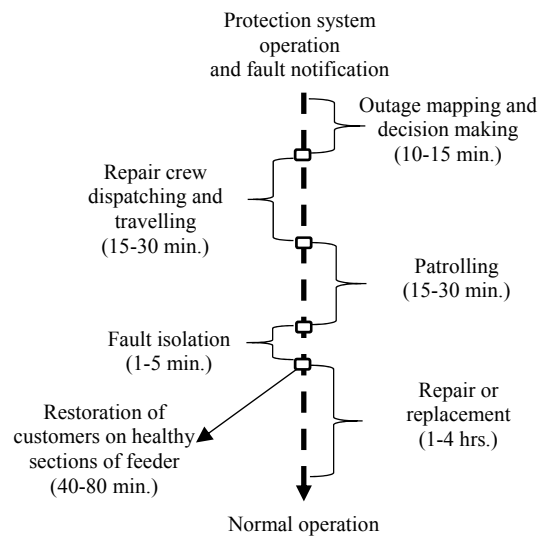 Protection system
operation
and fault notification
Outage mapping and
decision making
(10-15 min.)
Repair crew
dispatching and
travelling
(15-30 min.)
Patrolling
(15-30 min.)
Fault isolation
(1-5 min.)
Repair or
replacement
(1-4 hrs.)
Restoration of
customers on healthy
sections of feeder
(40-80 min.)
Normal operation